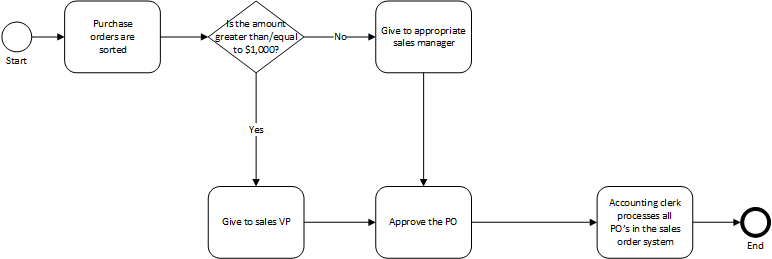 Start
Purchase
orders are
sorted
Is the amount
greater than/equal
to $1,000?
No
Give to appropriate
sales manager
Yes
Give to sales VP
Approve the PO
Accounting clerk
processes all
PO's in the sales
order system
End